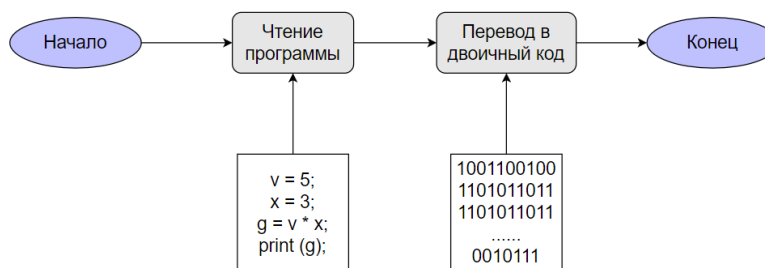 Начало
Чтение
программы
Перевод в
двоичный код
Конец
v = 5;
x = 3;
g = v * x;
print (g);
1001100100
1101011011
1101011011
......
0010111